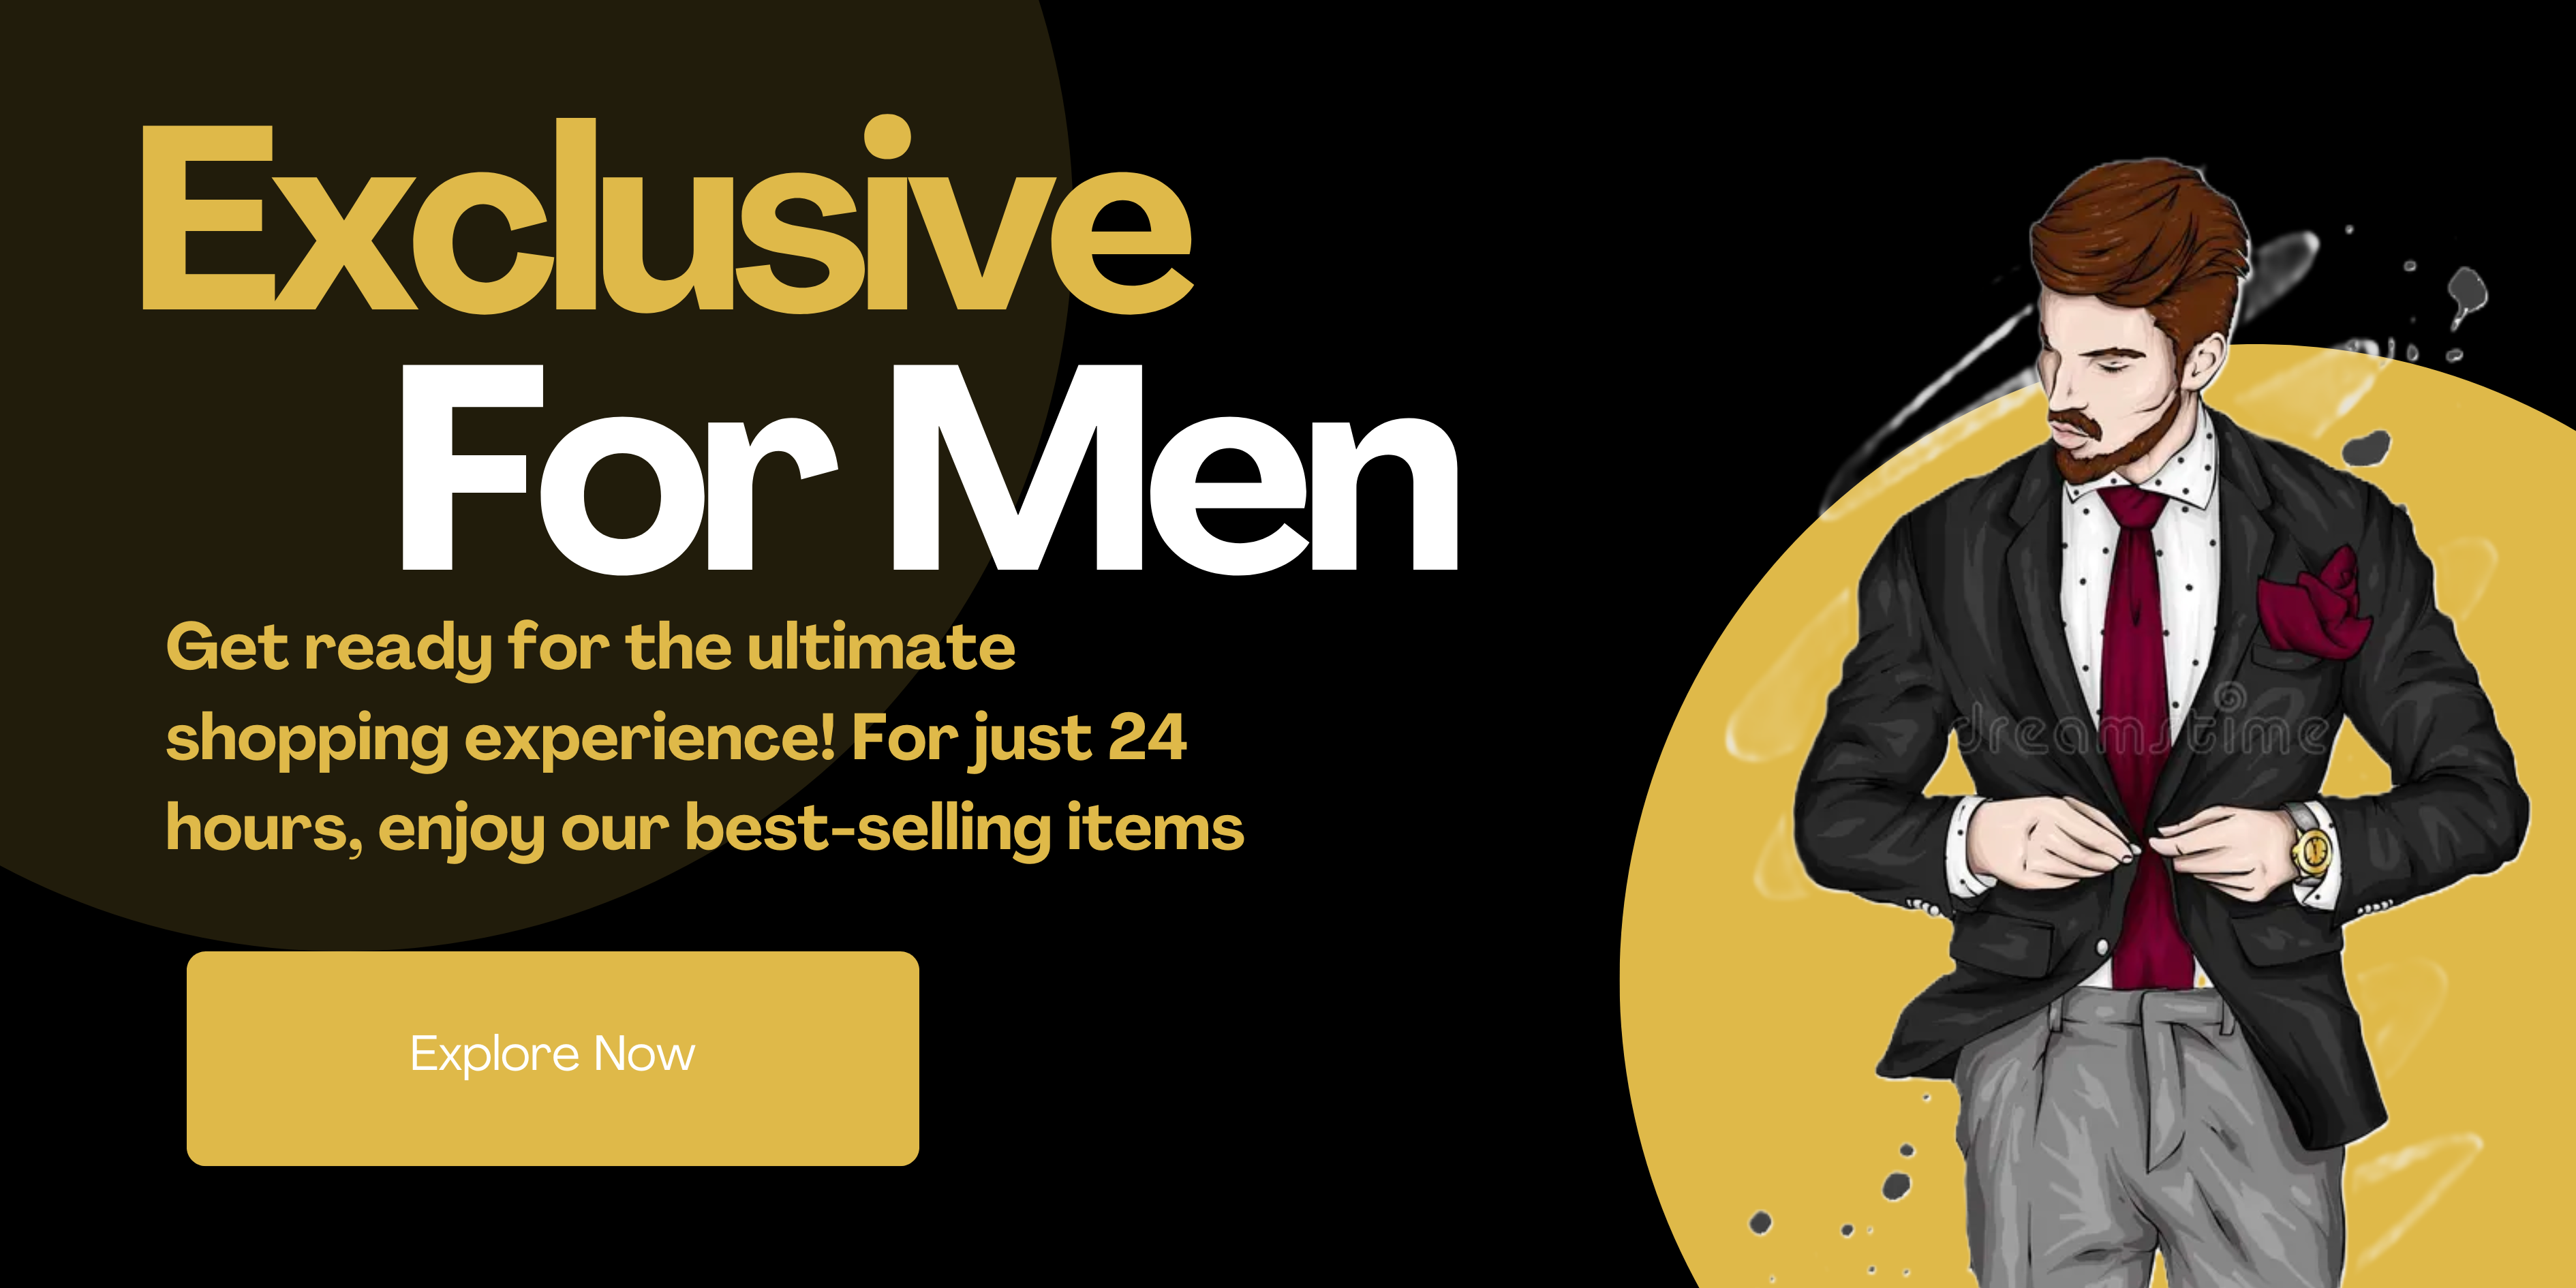 Exclusive
For Men
Get ready for the ultimate
shopping experience! For just 24
hours, enjoy our best-selling items
dreamstime
Explore Now